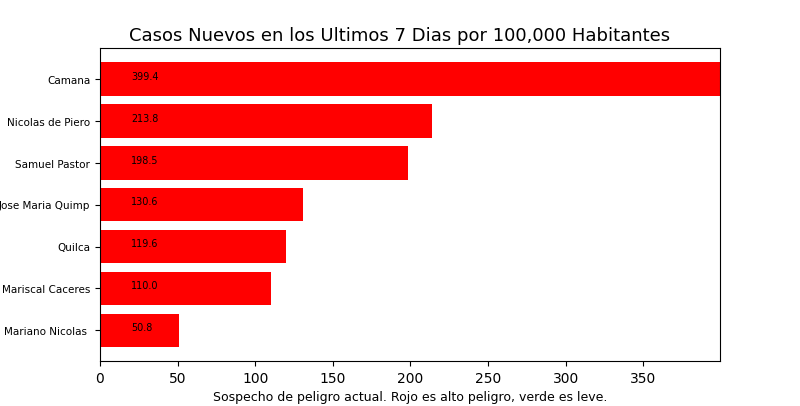 Casos Nuevos en los Ultimos 7 Dias por 100,000 Habitantes
Camana 399.4
Nicolas de Piero 213.8
Samuel Pastor 198.5
Jose Maria Quimp 130.6
Quilca 119.6
Mariscal Caceres 110.0
Mariano Nicolas 50.8
0 50 100 150 200 250 300 350
Sospecho de peligro actual. Rojo es alto peligro, verde es leve.